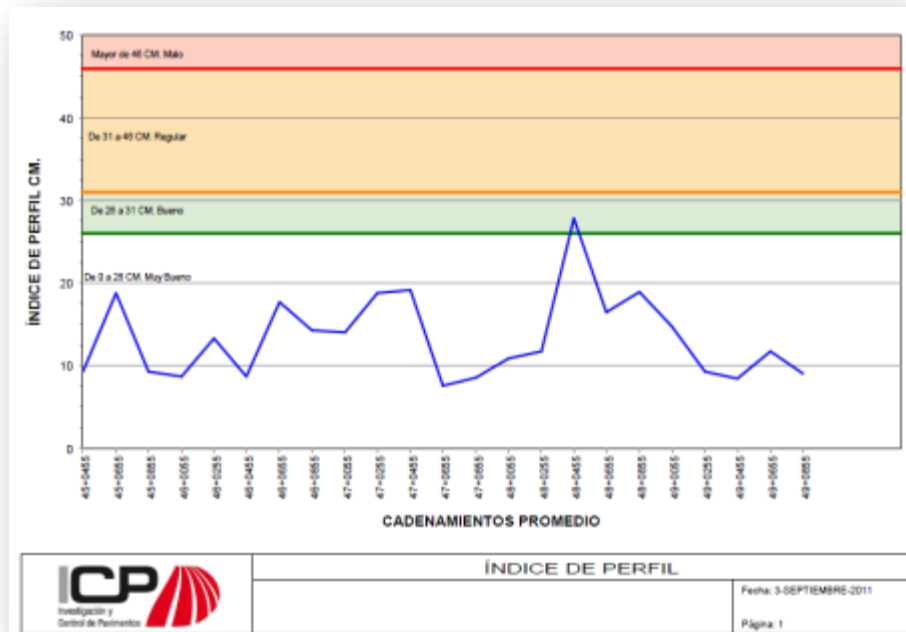 50
Mayor de 46 CM. Malo
40
De 31 a 46 CM. Regular
30
De 26 a 31 CM. Bueno
20
De 0 a 26 CM. Muy Bueno
10
0
ÍNDICE DE PERFIL CM.
45+0455
45+0655
45+0855
46+0055
46+0255
46+0455
46+0655
46+0855
47+0055
47+0255
47+0455
47+0655
47+0855
48+0055
48+0255
48+0455
48+0655
48+0855
49+0055
49+0255
49+0455
49+0655
49+0855
CADENAMIENTOS PROMEDIO
ICP
Investigación y
Control de Pavimentos
ÍNDICE DE PERFIL
Fecha: 3-SEPTIEMBRE-2011
Página: 1